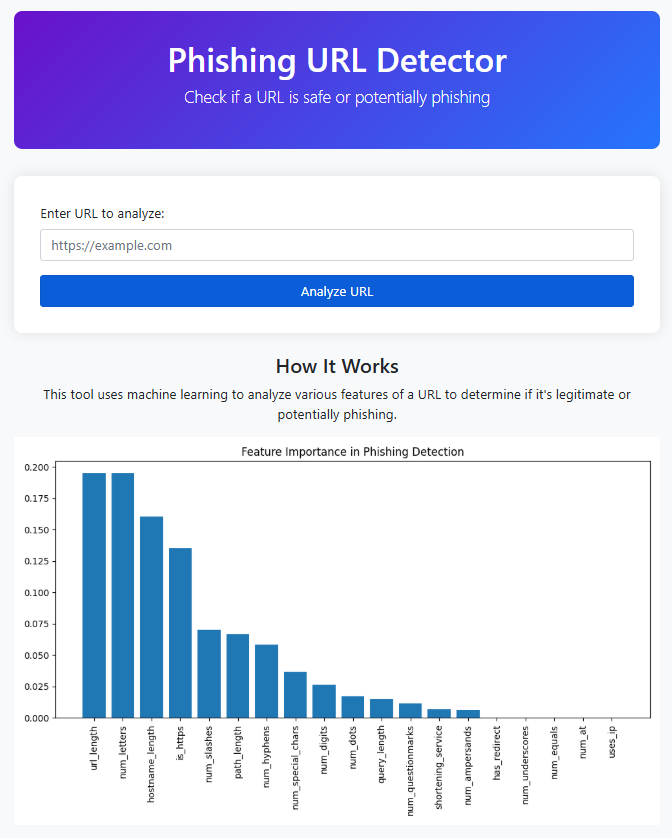 Phishing URL Detector
Check if a URL is safe or potentially phishing
Enter URL to analyze:
https://example.com
Analyze URL
How It Works
This tool uses machine learning to analyze various features of a URL to determine if it's legitimate or
potentially phishing.
Feature Importance in Phishing Detection
0.200
0.175
0.150
0.125
0.100
0.075
0.050
0.025
0.000
url_length
num_letters
hostname_length
is_https
num_slashes
path_length
num_hyphens
num_special_chars
num_digits
num_dots
query_length
num_questionmarks
shortening_service
num_ampersands
has_redirect
num_underscores
num_equals
num_at
uses_ip